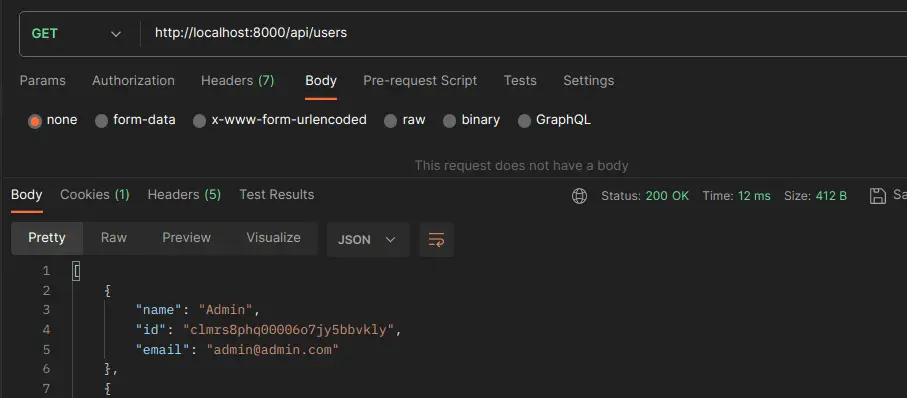 GET http://localhost:8000/api/users
Params Authorization Headers (7) Body Pre-request Script Tests Settings
none form-data x-www-form-urlencoded raw binary GraphQL
This request does not have a body
Body Cookies (1) Headers (5) Test Results Status: 200 OK Time: 12 ms Size: 412 B Sa
Pretty Raw Preview Visualize JSON
1 [
2 {
3 "name": "Admin",
4 "id": "clmrs8phq00006o7jy5bbvkly",
5 "email": "admin@admin.com"
6 },
7 {